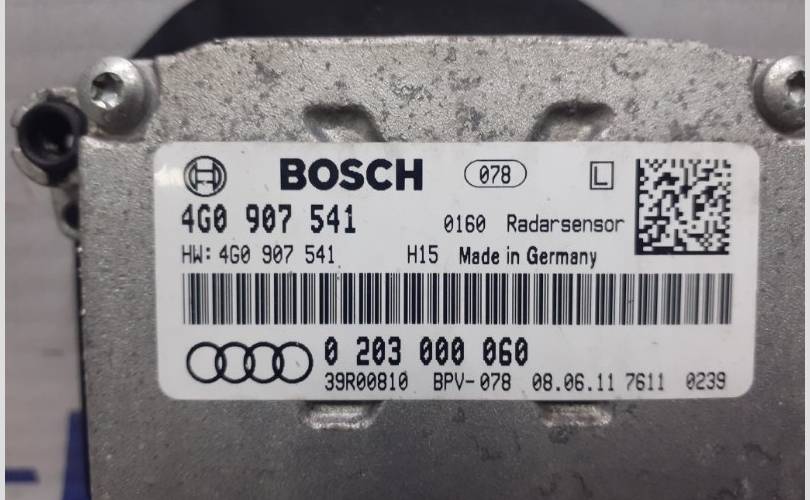 BOSCH 078 L
4G0 907 541 0160 Radarsensor
HW: 4G0 907 541 H15 Made in Germany
0 203 000 060
39R00810 BPV-078 08.06.11 7611 0239